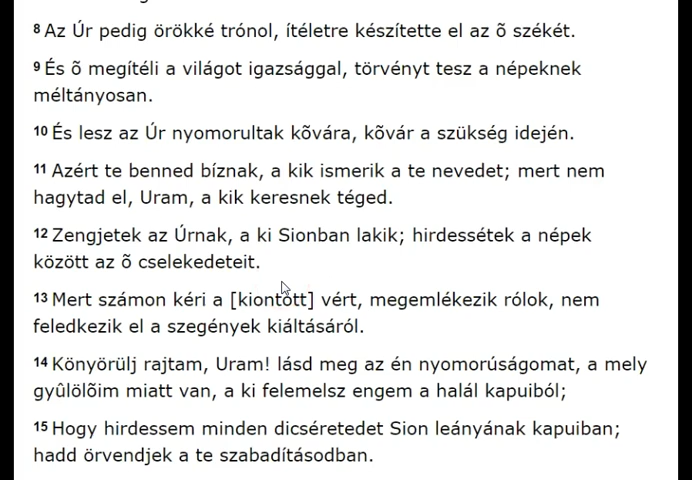 8 Az Úr pedig örökké trónol, ítéletre készítette el az õ székét.
9 És õ megítéli a világot igazsággal, törvényt tesz a népeknek
méltányosan.
10 És lesz az Úr nyomorultak kõvára, kõvár a szükség idején.
11 Azért te benned bíznak, a kik ismerik a te nevedet; mert nem
hagytad el, Uram, a kik keresnek téged.
12 Zengjetek az Úrnak, a ki Sionban lakik; hirdessétek a népek
között az õ cselekedeteit.
13 Mert számon kéri a [kiontott] vért, megemlékezik rólok, nem
feledkezik el a szegények kiáltásáról.
14 Könyörülj rajtam, Uram! lásd meg az én nyomorúságomat, a mely
gyûlölõim miatt van, a ki felemelsz engem a halál kapuiból;
15 Hogy hirdessem minden dicséretedet Sion leányának kapuiban;
hadd örvendjek a te szabadításodban.